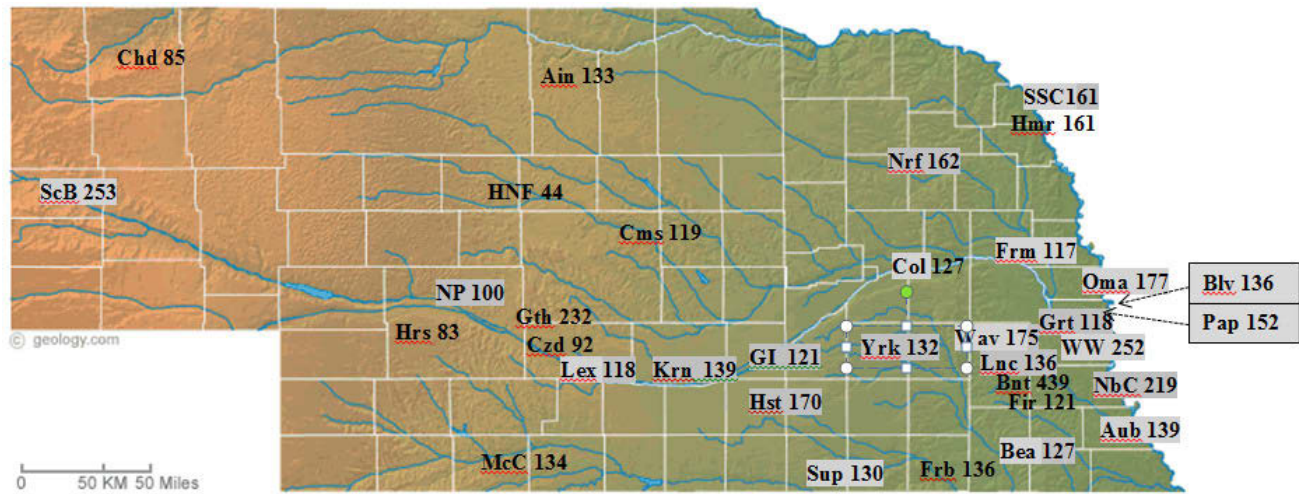 Chd 85
Ain 133
SSC161
Hmr 161
Nrf 162
ScB 253
HNF 44
Cms 119
Frm 117
Col 127
Oma 177
Blv 136
NP 100
Gth 232
Grt 118
Pap 152
Hrs 83
Czd 92
GI 121
Yrk 132
Wav 175
WW 252
© geology.com
Lex 118
Krn 139
Lnc 136
Bnt 439
NbC 219
Hst 170
Fir 121
Aub 139
McC 134
Sup 130
Frb 136
Bea 127
0 50 KM 50 Miles